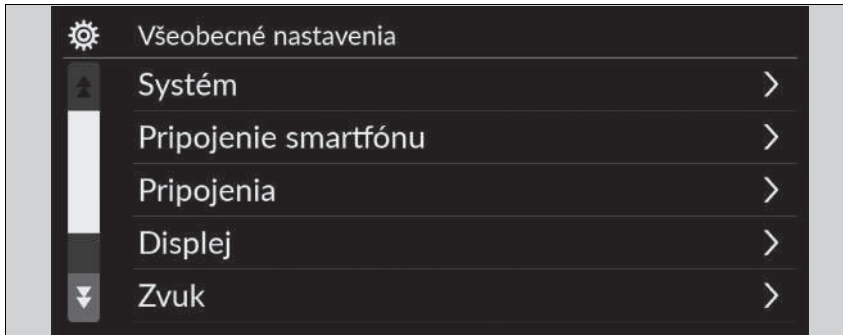 Všeobecné nastavenia
Systém
Pripojenie smartfónu
Pripojenia
Displej
Zvuk